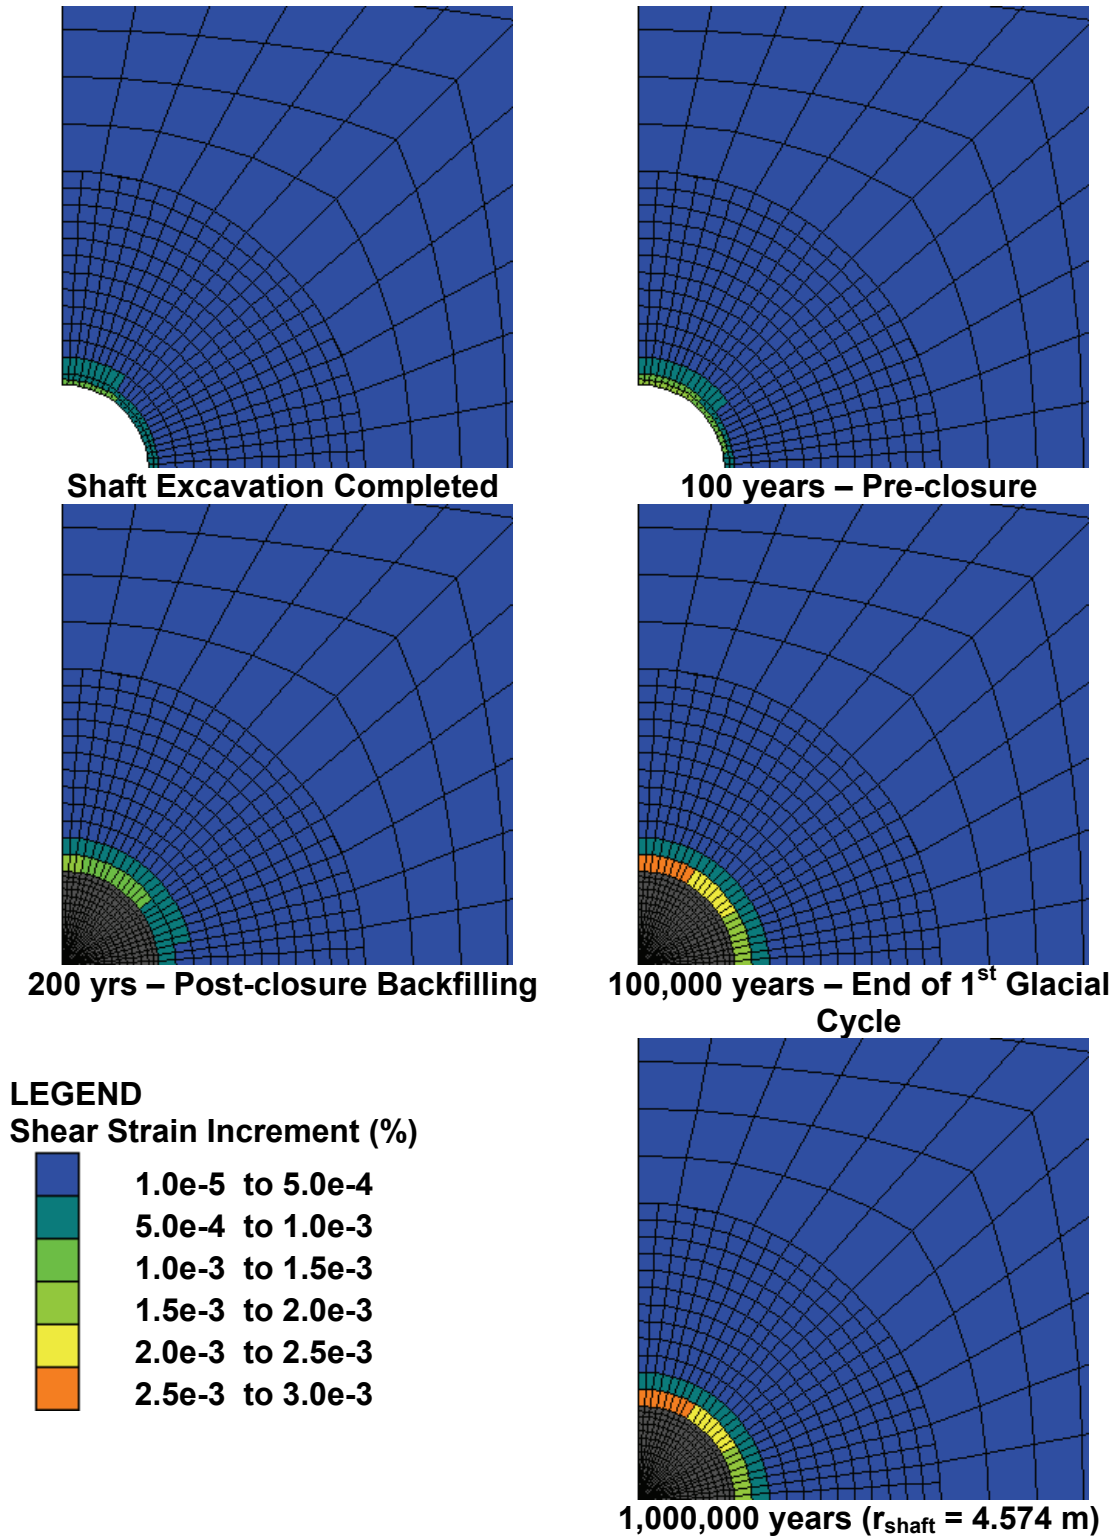 Shaft Excavation Completed
100 years – Pre-closure
200 yrs – Post-closure Backfilling
100,000 years – End of 1st Glacial
Cycle
LEGEND
Shear Strain Increment (%)
1.0e-5 to 5.0e-4
5.0e-4 to 1.0e-3
1.0e-3 to 1.5e-3
1.5e-3 to 2.0e-3
2.0e-3 to 2.5e-3
2.5e-3 to 3.0e-3
1,000,000 years (rshaft = 4.574 m)